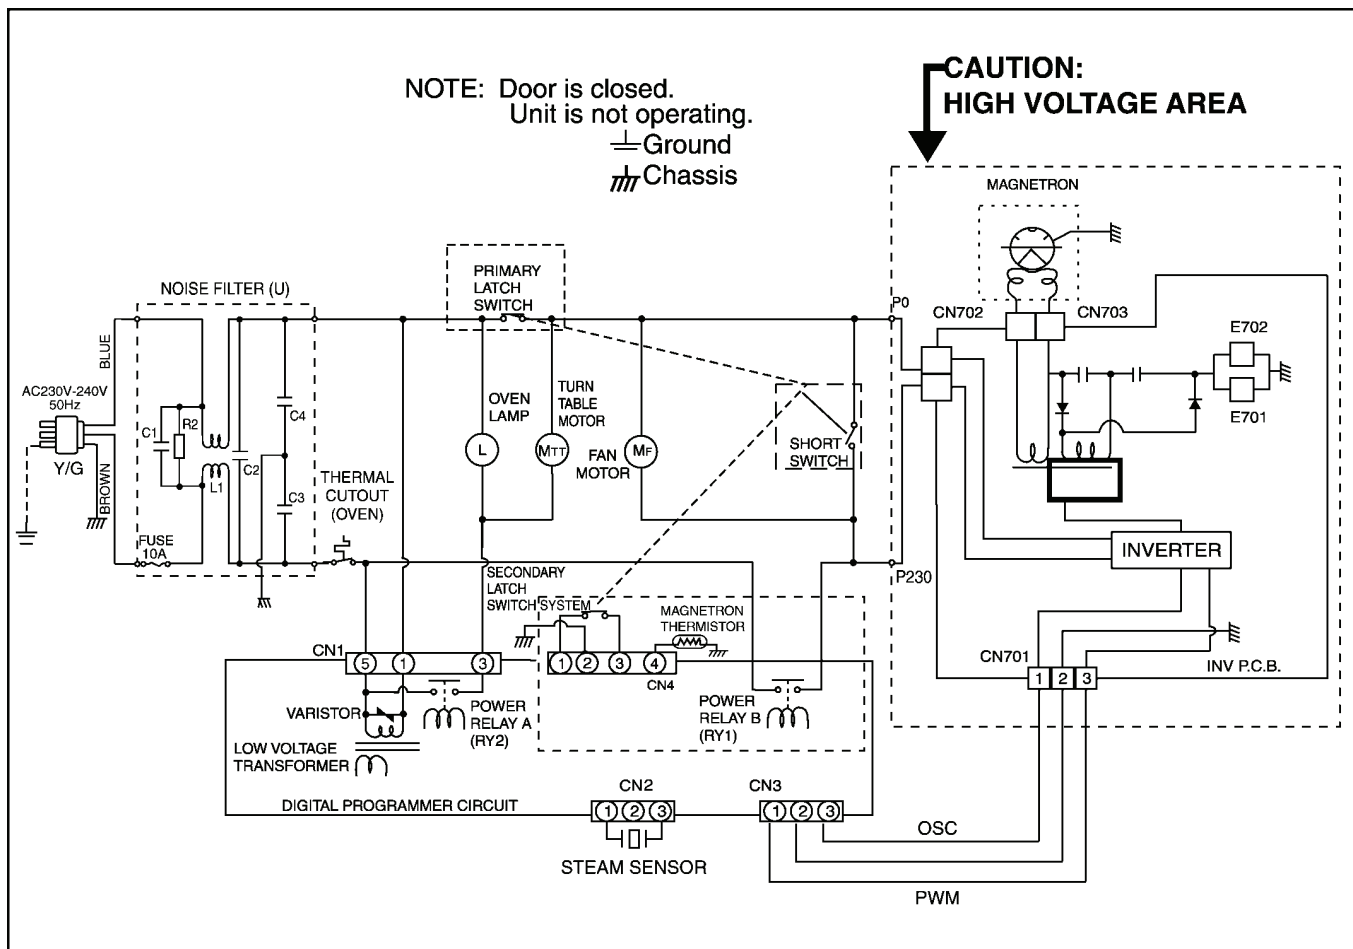 NOTE: Door is closed.
Unit is not operating.
Ground
Chassis
CAUTION:
HIGH VOLTAGE AREA
MAGNETRON
PRIMARY
LATCH
SWITCH
NOISE FILTER (U)
P0
CN702
CN703
E702
E701
BLUE
AC230V-240V
50Hz
Y/G
BROWN
C1
R2
L1
C2
C4
C3
FUSE
10A
THERMAL
CUTOUT
(OVEN)
OVEN
LAMP
L
TURN
TABLE
MOTOR
MTT
FAN
MOTOR
MF
SHORT
SWITCH
INVERTER
P230
SECONDARY
LATCH
SWITCH SYSTEM
MAGNETRON
THERMISTOR
CN1
5 1 3
1 2 3 4
CN4
CN701
1 2 3
INV P.C.B.
VARISTOR
POWER
RELAY A
(RY2)
POWER
RELAY B
(RY1)
LOW VOLTAGE
TRANSFORMER
DIGITAL PROGRAMMER CIRCUIT
CN2
1 2 3
STEAM SENSOR
CN3
1 2 3
OSC
PWM